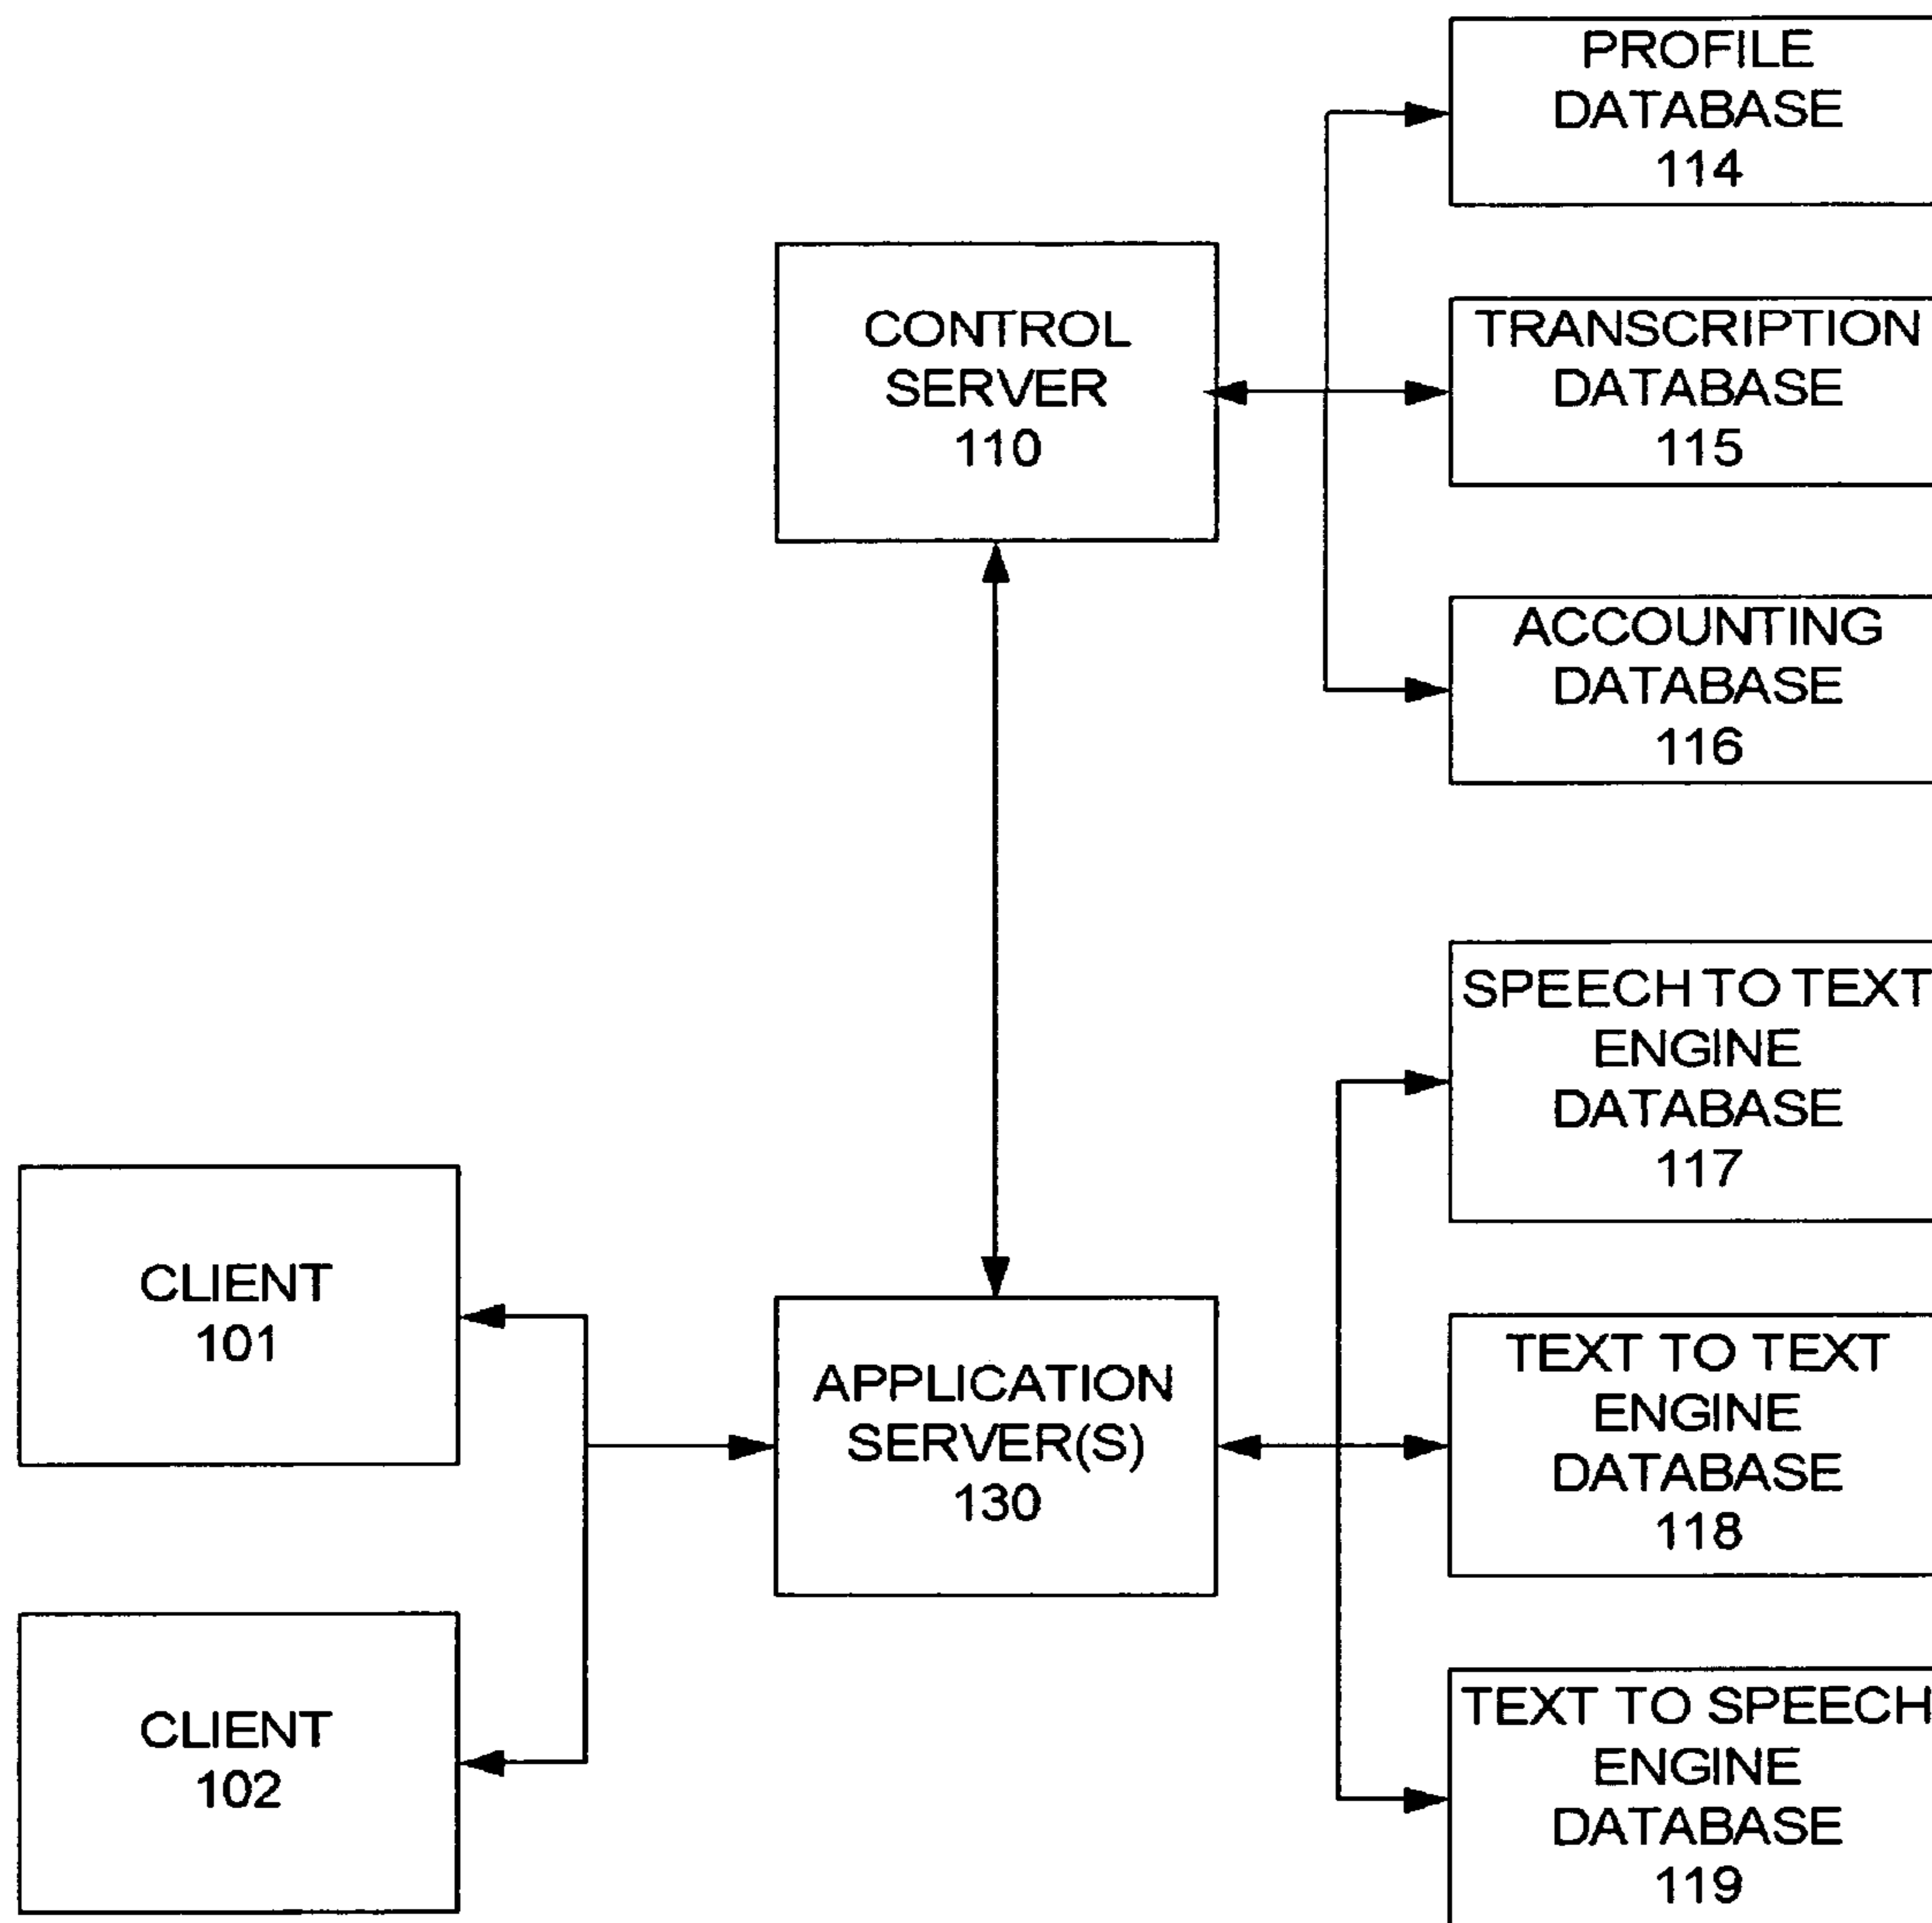 PROFILE
DATABASE
114
CONTROL
SERVER
110
TRANSCRIPTION
DATABASE
115
ACCOUNTING
DATABASE
116
SPEECH TO TEXT
ENGINE
DATABASE
117
CLIENT
101
APPLICATION
SERVER(S)
130
TEXT TO TEXT
ENGINE
DATABASE
118
CLIENT
102
TEXT TO SPEECH
ENGINE
DATABASE
119